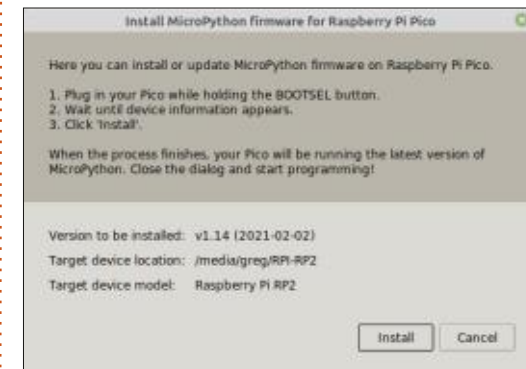 Install MicroPython firmware for Raspberry Pi Pico
Here you can install or update MicroPython firmware on Raspberry Pi Pico.
1. Plug in your Pico while holding the BOOTSEL button.
2. Wait until device information appears.
3. Click 'Install'.
When the process finishes, your Pico will be running the latest version of
MicroPython. Close the dialog and start programming!
Version to be installed: v1.14 (2021-02-02)
Target device location: /media/greg/RPI-RP2
Target device model: Raspberry Pi RP2
Install Cancel